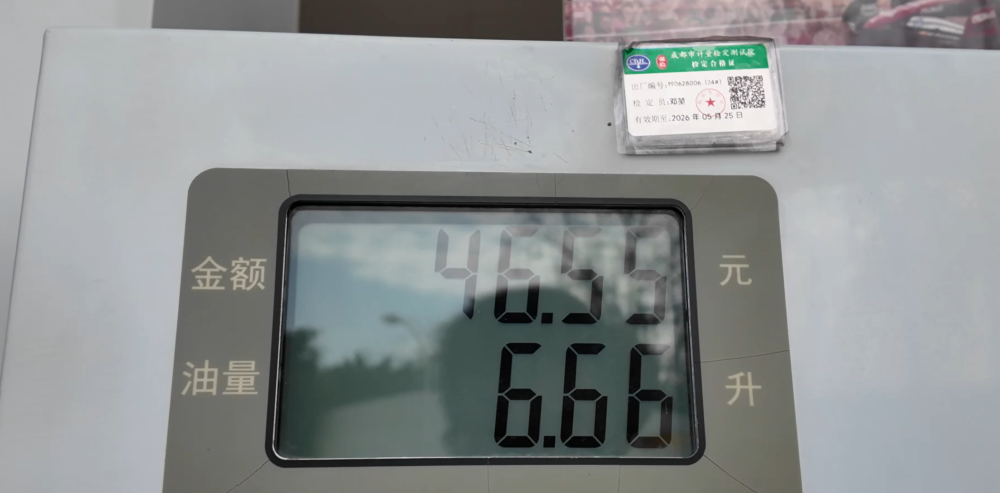 成都市计量检定测试院
检定合格证
出厂编号:
检 定 员:邓堃
有效期至:2026 年 05 月 25 日
金额 46.55 元
油量 6.66 升